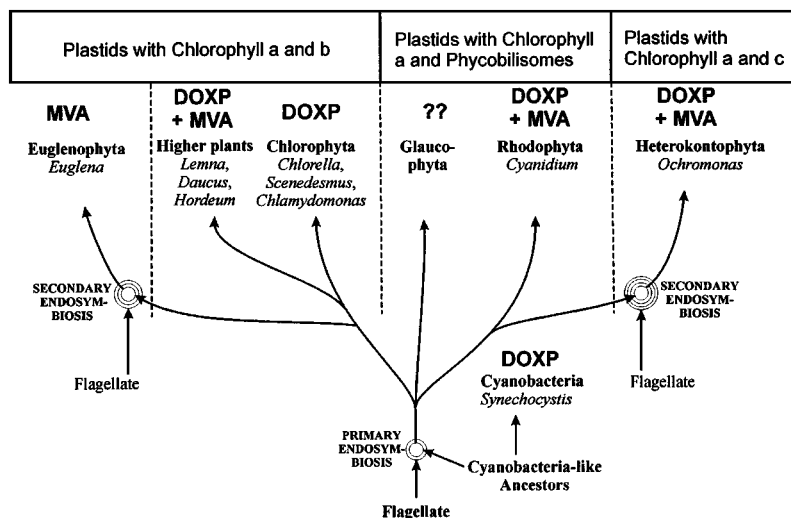 Plastids with Chlorophyll a and b
Plastids with Chlorophyll
a and Phycobilisomes
Plastids with
Chlorophyll a and c
MVA
Euglenophyta
Euglena
DOXP
+ MVA
Higher plants
Lemna,
Daucus,
Hordeum
DOXP
Chlorophyta
Chlorella,
Scenedesmus,
Chlamydomonas
??
Glauco-
phyta
DOXP
+ MVA
Rhodophyta
Cyanidium
DOXP
+ MVA
Heterokontophyta
Ochromonas
SECONDARY
ENDOSYM-
BIOSIS
Flagellate
SECONDARY
ENDOSYM-
BIOSIS
Flagellate
DOXP
Cyanobacteria
Synechocystis
PRIMARY
ENDOSYM-
BIOSIS
Cyanobacteria-like
Ancestors
Flagellate